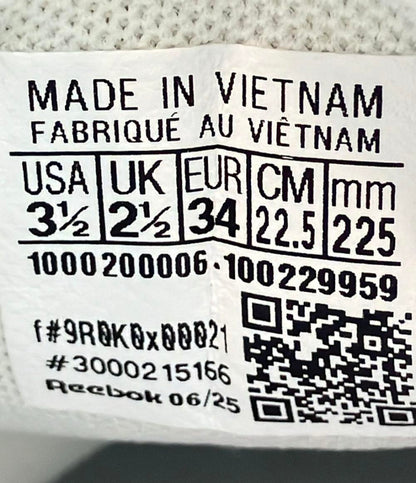 MADE IN VIETNAM
FABRIQUÉ AU VIÊTNAM
USA UK EUR CM mm
3½ 2½ 34 22.5 225
1000200006-100229959
f#9R0K0x00021
#3000215166
Reebok 06/25